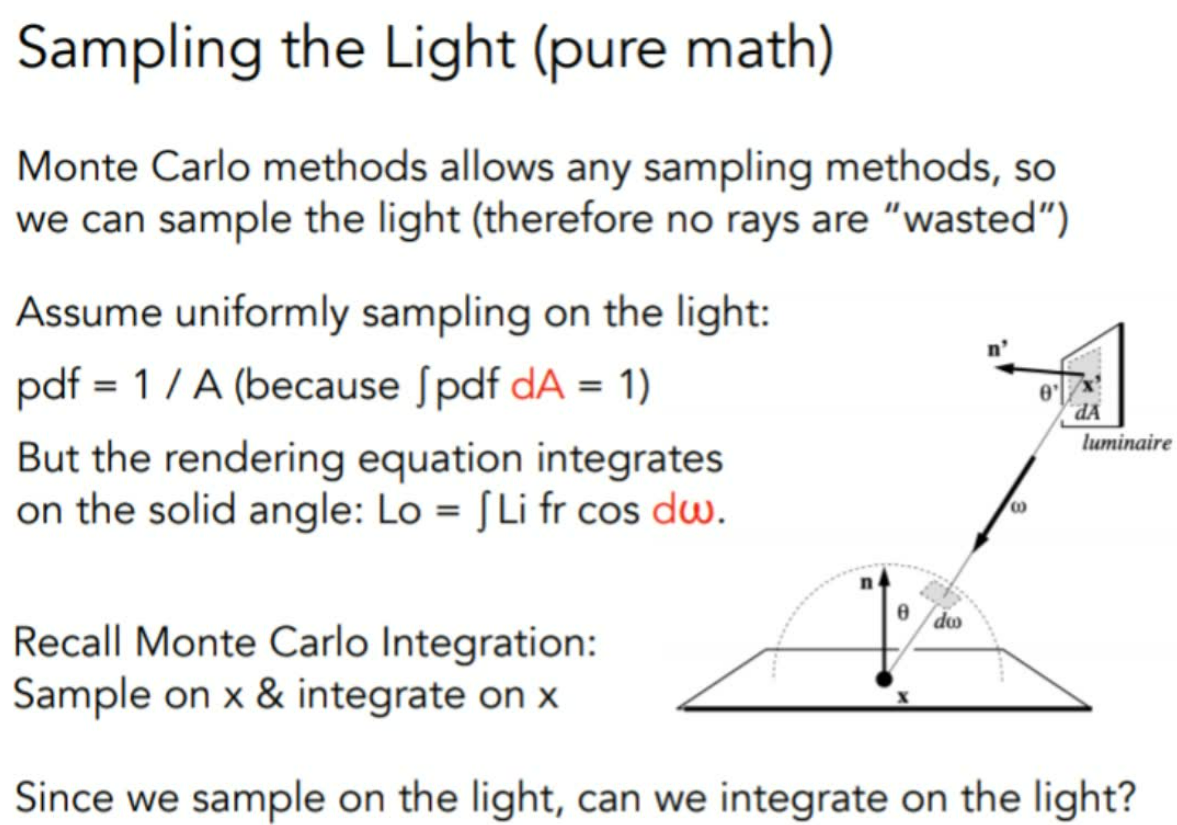 Sampling the Light (pure math)
Monte Carlo methods allows any sampling methods, so
we can sample the light (therefore no rays are “wasted”)
Assume uniformly sampling on the light:
pdf = 1 / A (because ∫pdf dA = 1)
But the rendering equation integrates
on the solid angle: Lo = ∫Li fr cos dω.
Recall Monte Carlo Integration:
Sample on x & integrate on x
Since we sample on the light, can we integrate on the light?
n'
θ' x'
dA
luminaire
ω
n
θ dω
x